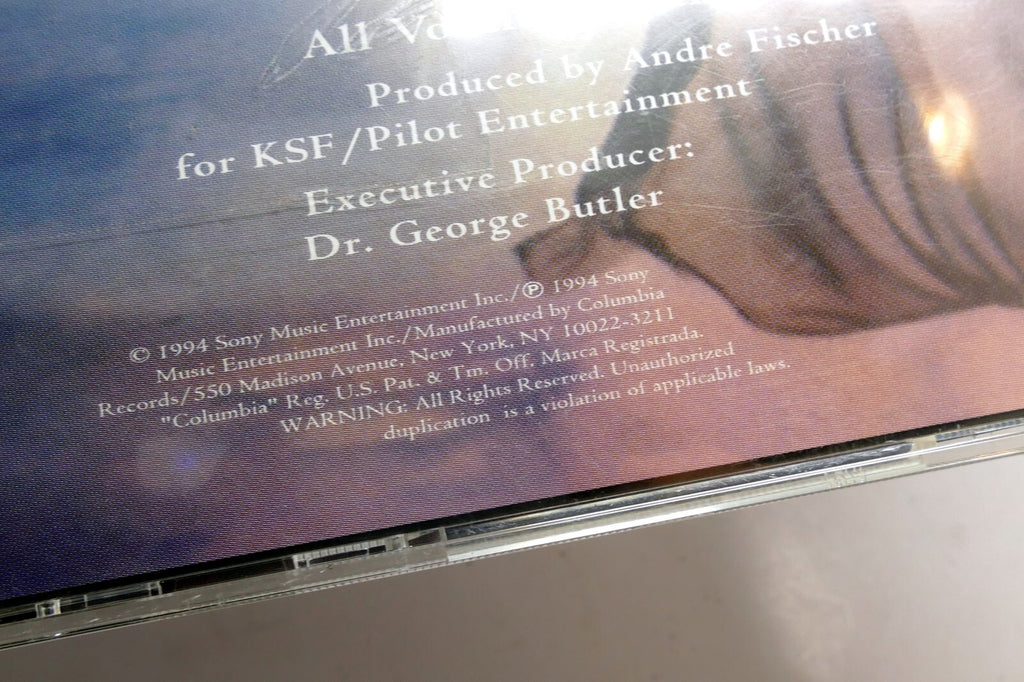 All
Produced by Andre Fischer
for KSF/Pilot Entertainment
Executive Producer:
Dr. George Butler
© 1994 Sony Music Entertainment Inc./℗ 1994 Sony
Music Entertainment Inc./Manufactured by Columbia
Records/550 Madison Avenue, New York, NY 10022-3211
"Columbia" Reg. U.S. Pat. & Tm. Off. Marca Registrada.
WARNING: All Rights Reserved. Unauthorized
duplication is a violation of applicable laws.